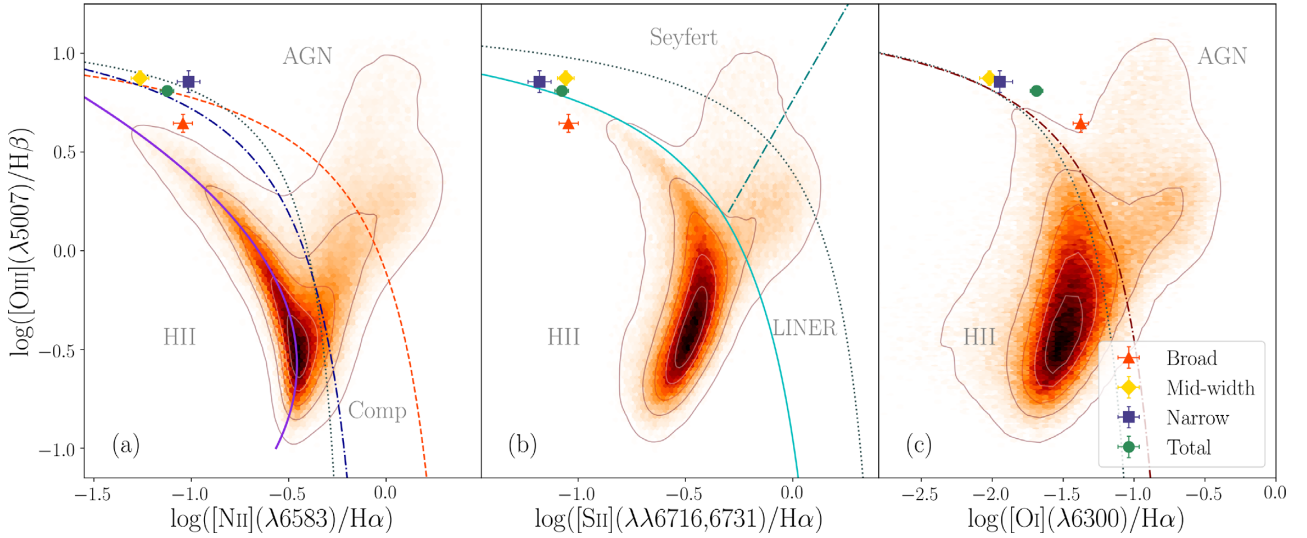 log([OIII](λ5007)/Hβ)
1.0
0.5
0.0
−0.5
−1.0
AGN
HII
Comp
(a)
−1.5
−1.0
−0.5
0.0
log([NII](λ6583)/Hα)
Seyfert
HII
LINER
(b)
−1.0
−0.5
0.0
log([SII](λλ6716,6731)/Hα)
AGN
HII
(c)
Broad
Mid-width
Narrow
Total
−2.5
−2.0
−1.5
−1.0
−0.5
0.0
log([OI](λ6300)/Hα)